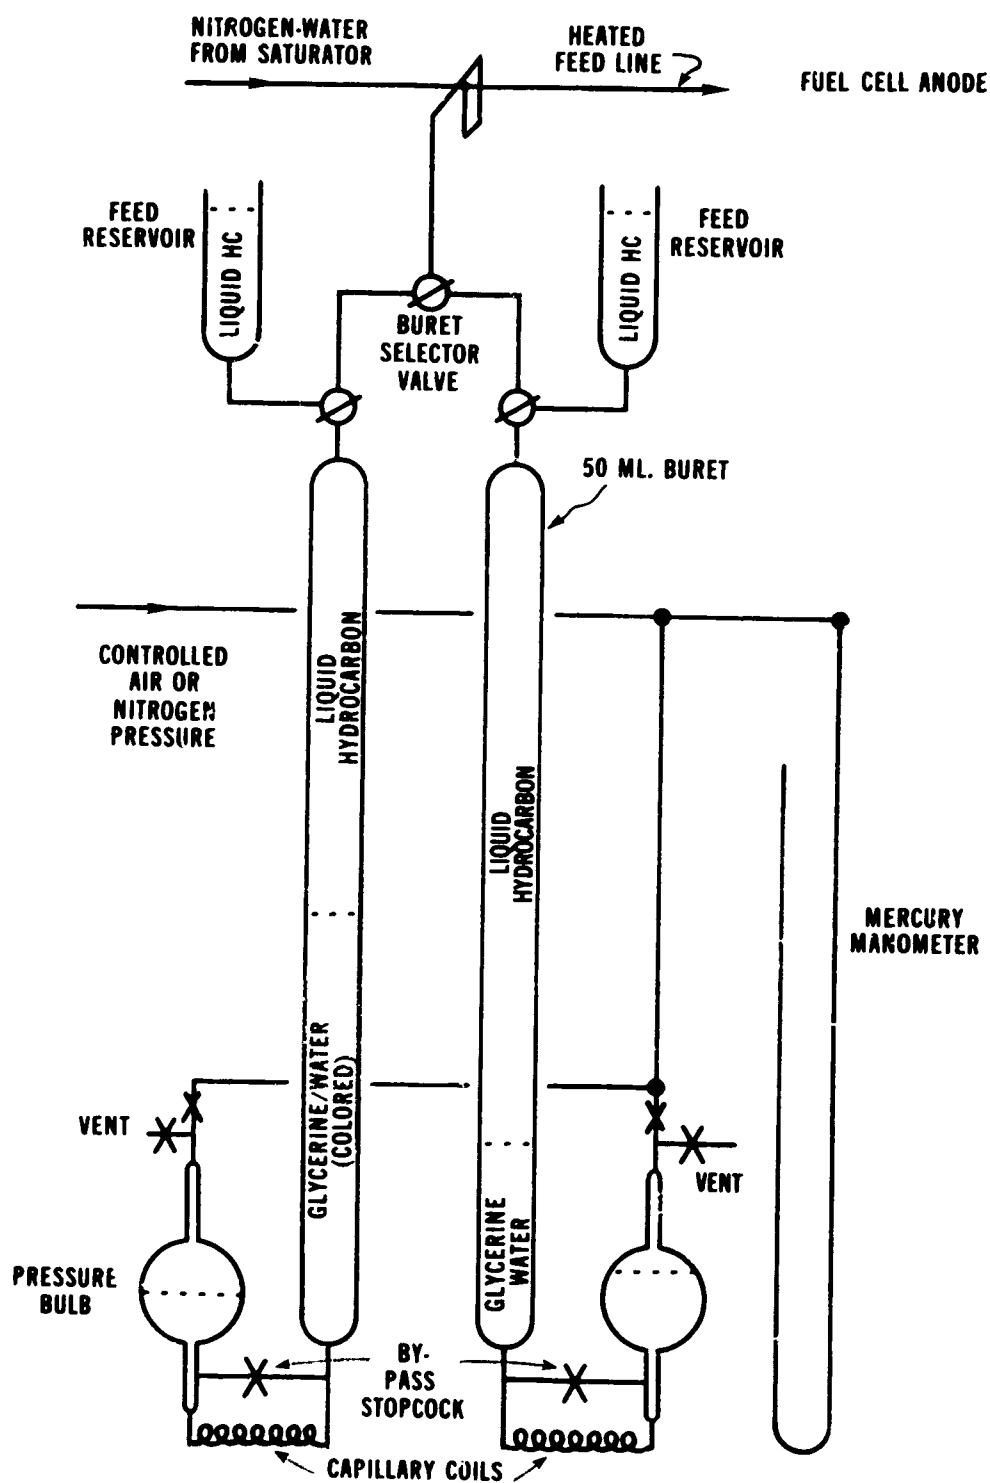 NITROGEN-WATER
FROM SATURATOR
HEATED
FEED LINE
FUEL CELL ANODE
FEED
RESERVOIR
LIQUID HC
LIQUID HC
FEED
RESERVOIR
BURET
SELECTOR
VALVE
50 ML. BURET
LIQUID
HYDROCARBON
CONTROLLED
AIR OR
NITROGEN
PRESSURE
LIQUID
HYDROCARBON
MERCURY
MANOMETER
GLYCERINE/WATER
(COLORED)
VENT
VENT
GLYCERINE
WATER
PRESSURE
BULB
BY-
PASS
STOPCOCK
CAPILLARY COILS